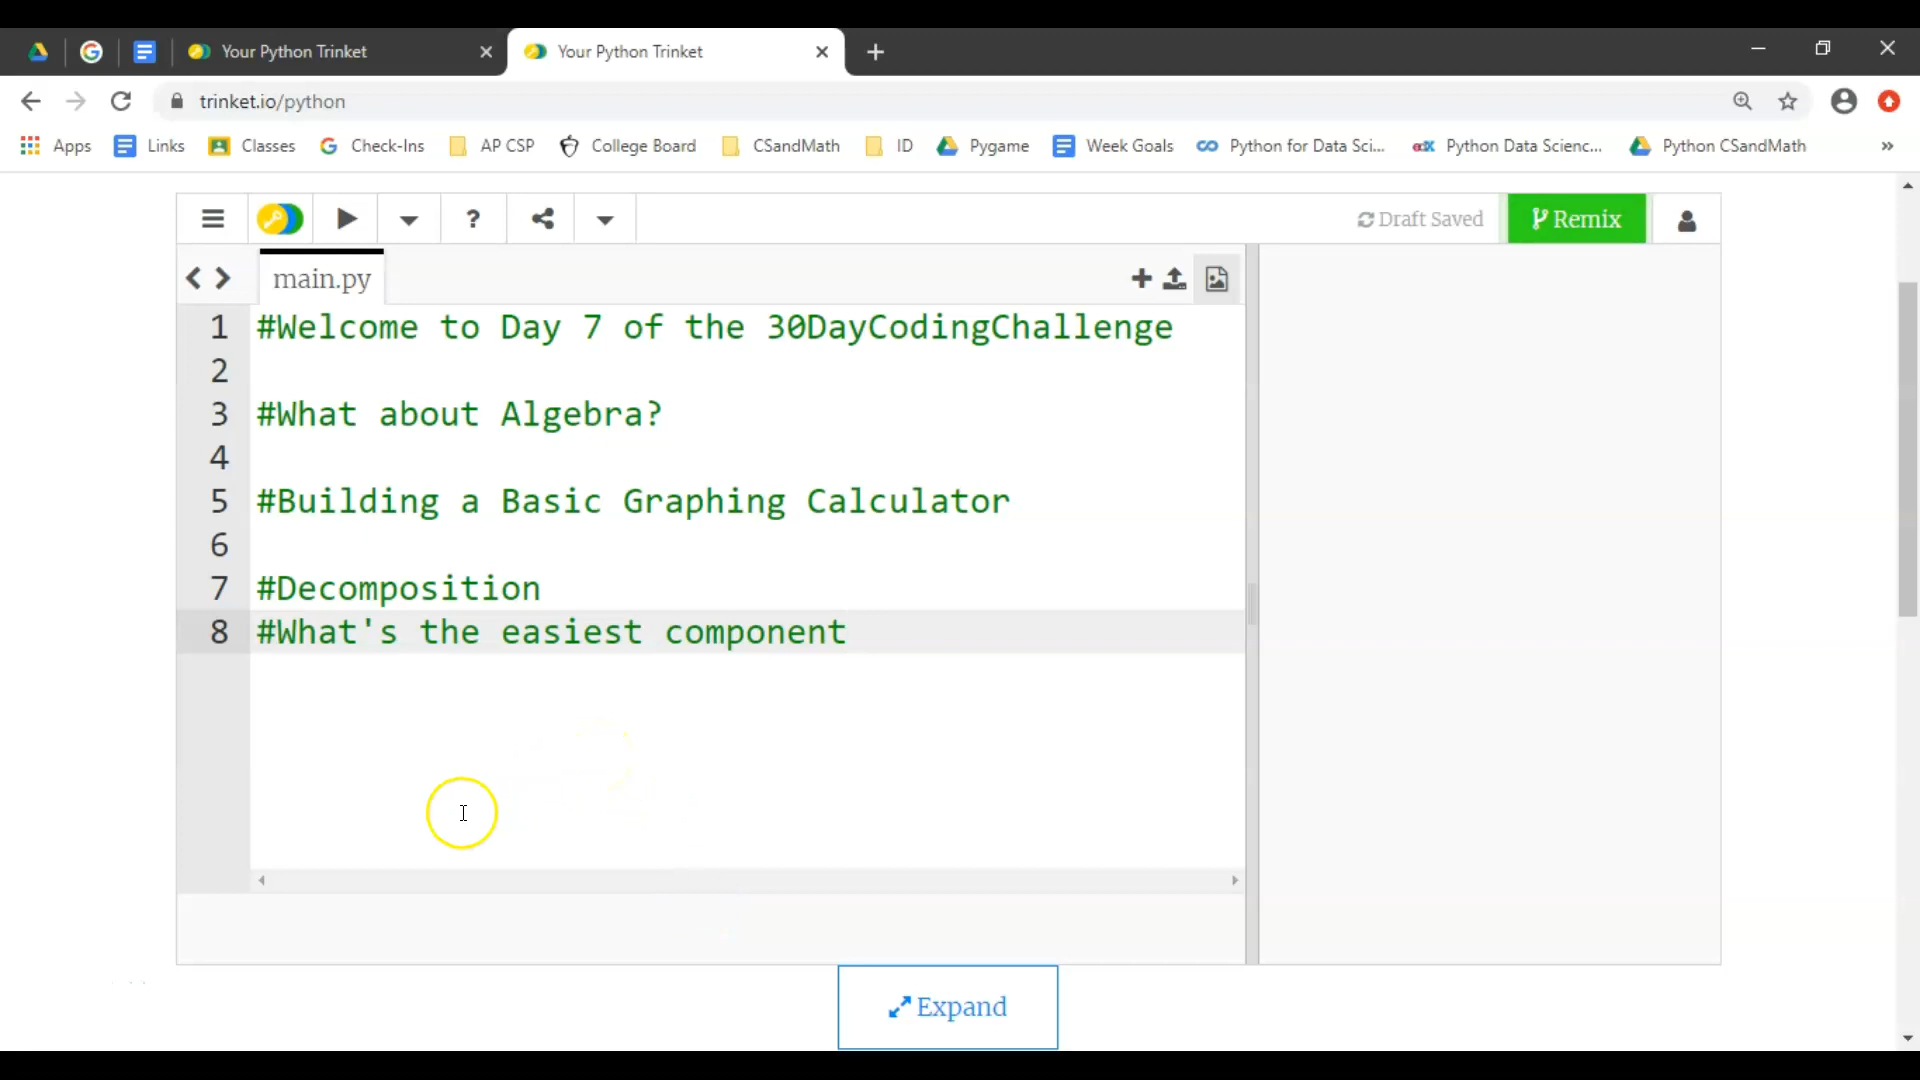 Your Python Trinket
Your Python Trinket
trinket.io/python
Apps Links Classes Check-Ins AP CSP College Board CSandMath ID Pygame Week Goals Python for Data Sci... edX Python Data Scienc... Python CSandMath »
? Draft Saved Remix
main.py
1 #Welcome to Day 7 of the 30DayCodingChallenge
2
3 #What about Algebra?
4
5 #Building a Basic Graphing Calculator
6
7 #Decomposition
8 #What's the easiest component
Expand